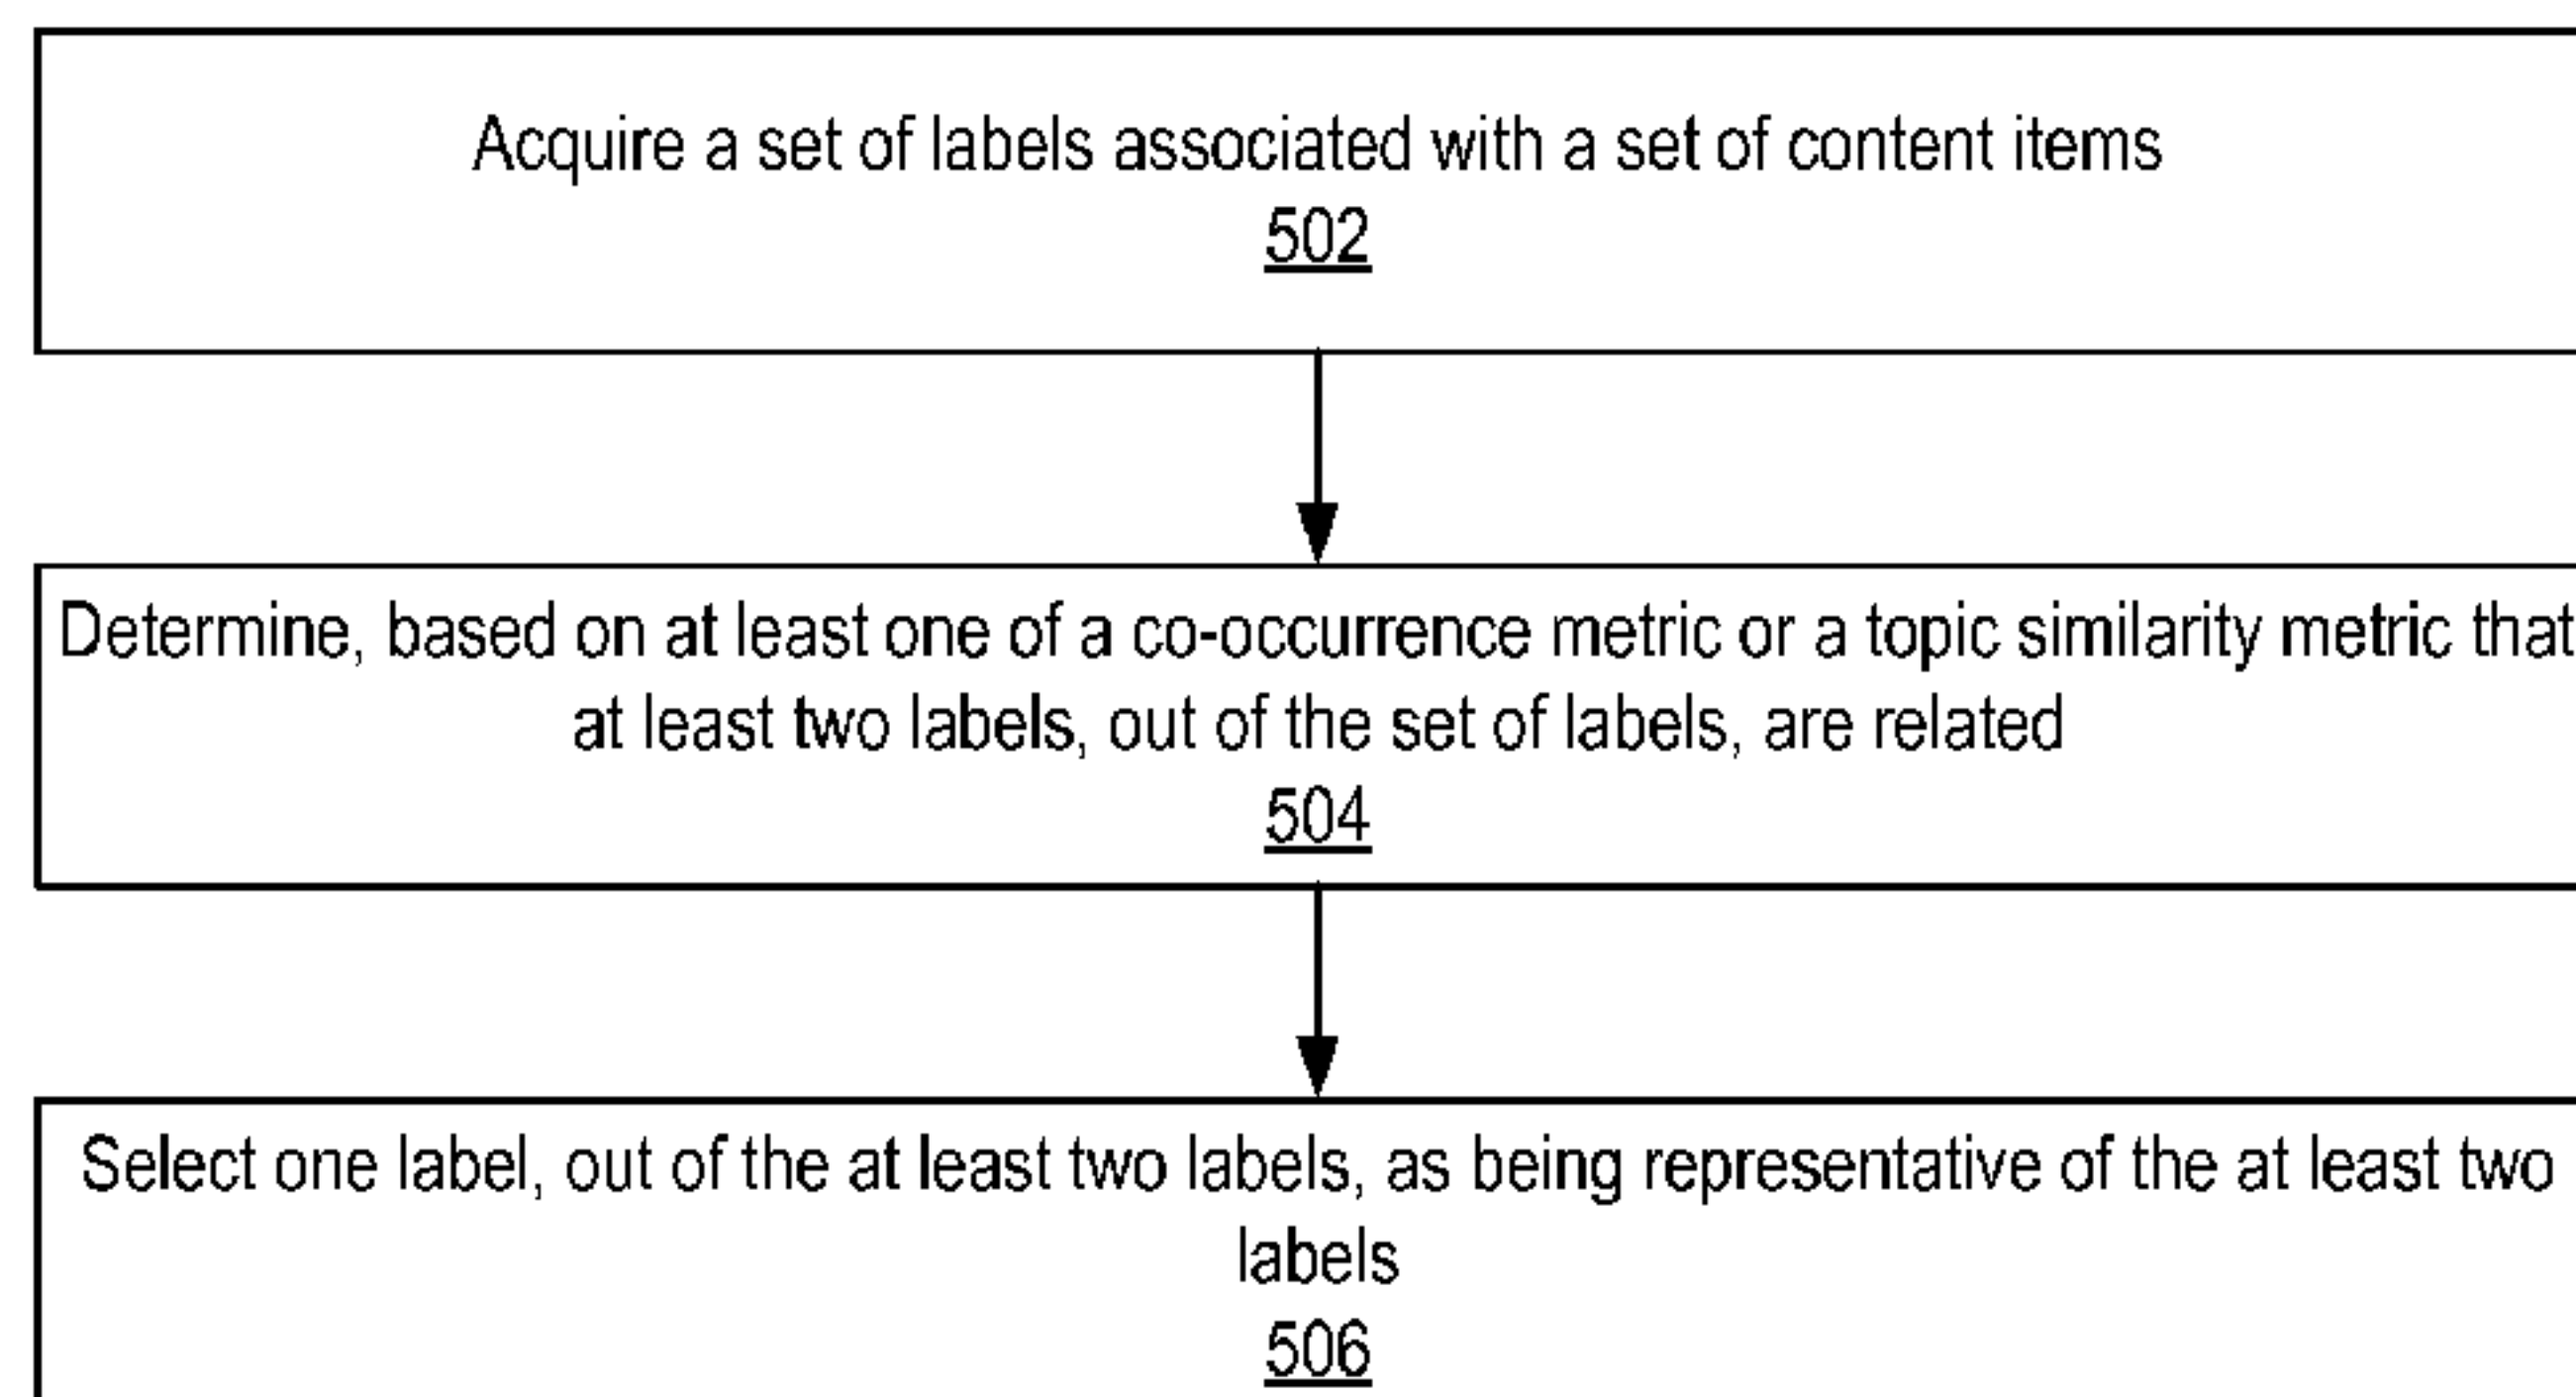 Acquire a set of labels associated with a set of content items
502
Determine, based on at least one of a co-occurrence metric or a topic similarity metric that
at least two labels, out of the set of labels, are related
504
Select one label, out of the at least two labels, as being representative of the at least two
labels
506